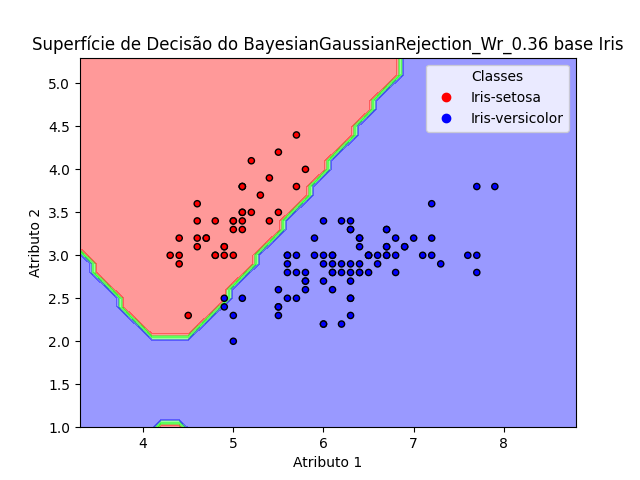 Superfície de Decisão do BayesianGaussianRejection_Wr_0.36 base Iris
Classes
Iris-setosa
Iris-versicolor
5.0
4.5
4.0
3.5
3.0
2.5
2.0
1.5
1.0
Atributo 2
4
5
6
7
8
Atributo 1